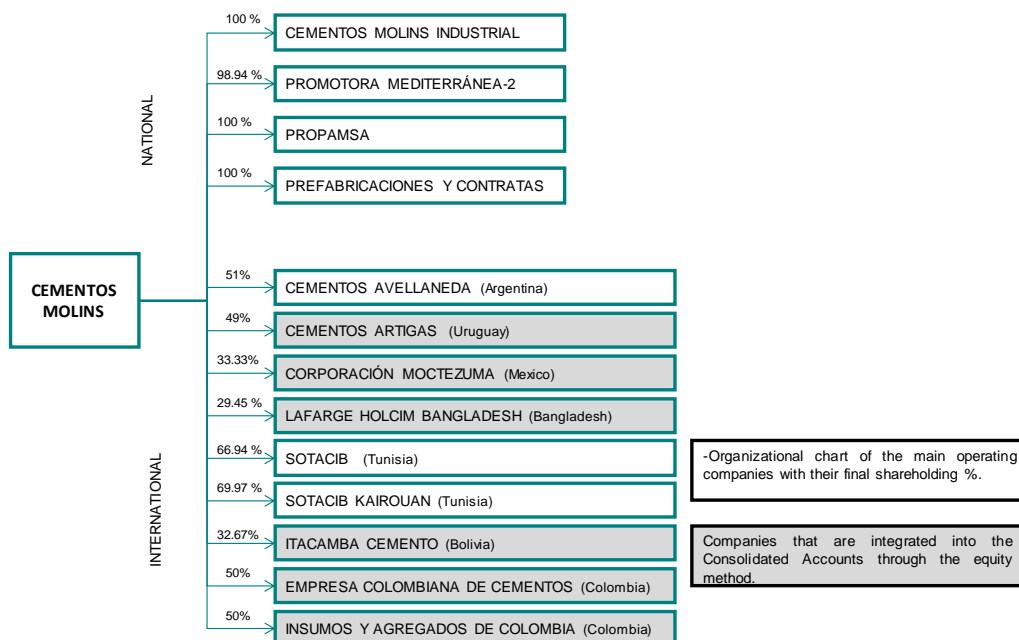 NATIONAL
100 %
CEMENTOS MOLINS INDUSTRIAL
98.94 %
PROMOTORA MEDITERRÁNEA-2
100 %
PROPAMSA
100 %
PREFABRICACIONES Y CONTRATAS
CEMENTOS
MOLINS
INTERNATIONAL
51%
CEMENTOS AVELLANEDA (Argentina)
49%
CEMENTOS ARTIGAS (Uruguay)
33.33%
CORPORACIÓN MOCTEZUMA (Mexico)
29.45 %
LAFARGE HOLCIM BANGLADESH (Bangladesh)
66.94 %
SOTACIB (Tunisia)
69.97 %
SOTACIB KAIROUAN (Tunisia)
32.67%
ITACAMBA CEMENTO (Bolivia)
50%
EMPRESA COLOMBIANA DE CEMENTOS (Colombia)
50%
INSUMOS Y AGREGADOS DE COLOMBIA (Colombia)
-Organizational chart of the main operating
companies with their final shareholding %.
Companies that are integrated into the
Consolidated Accounts through the equity
method.